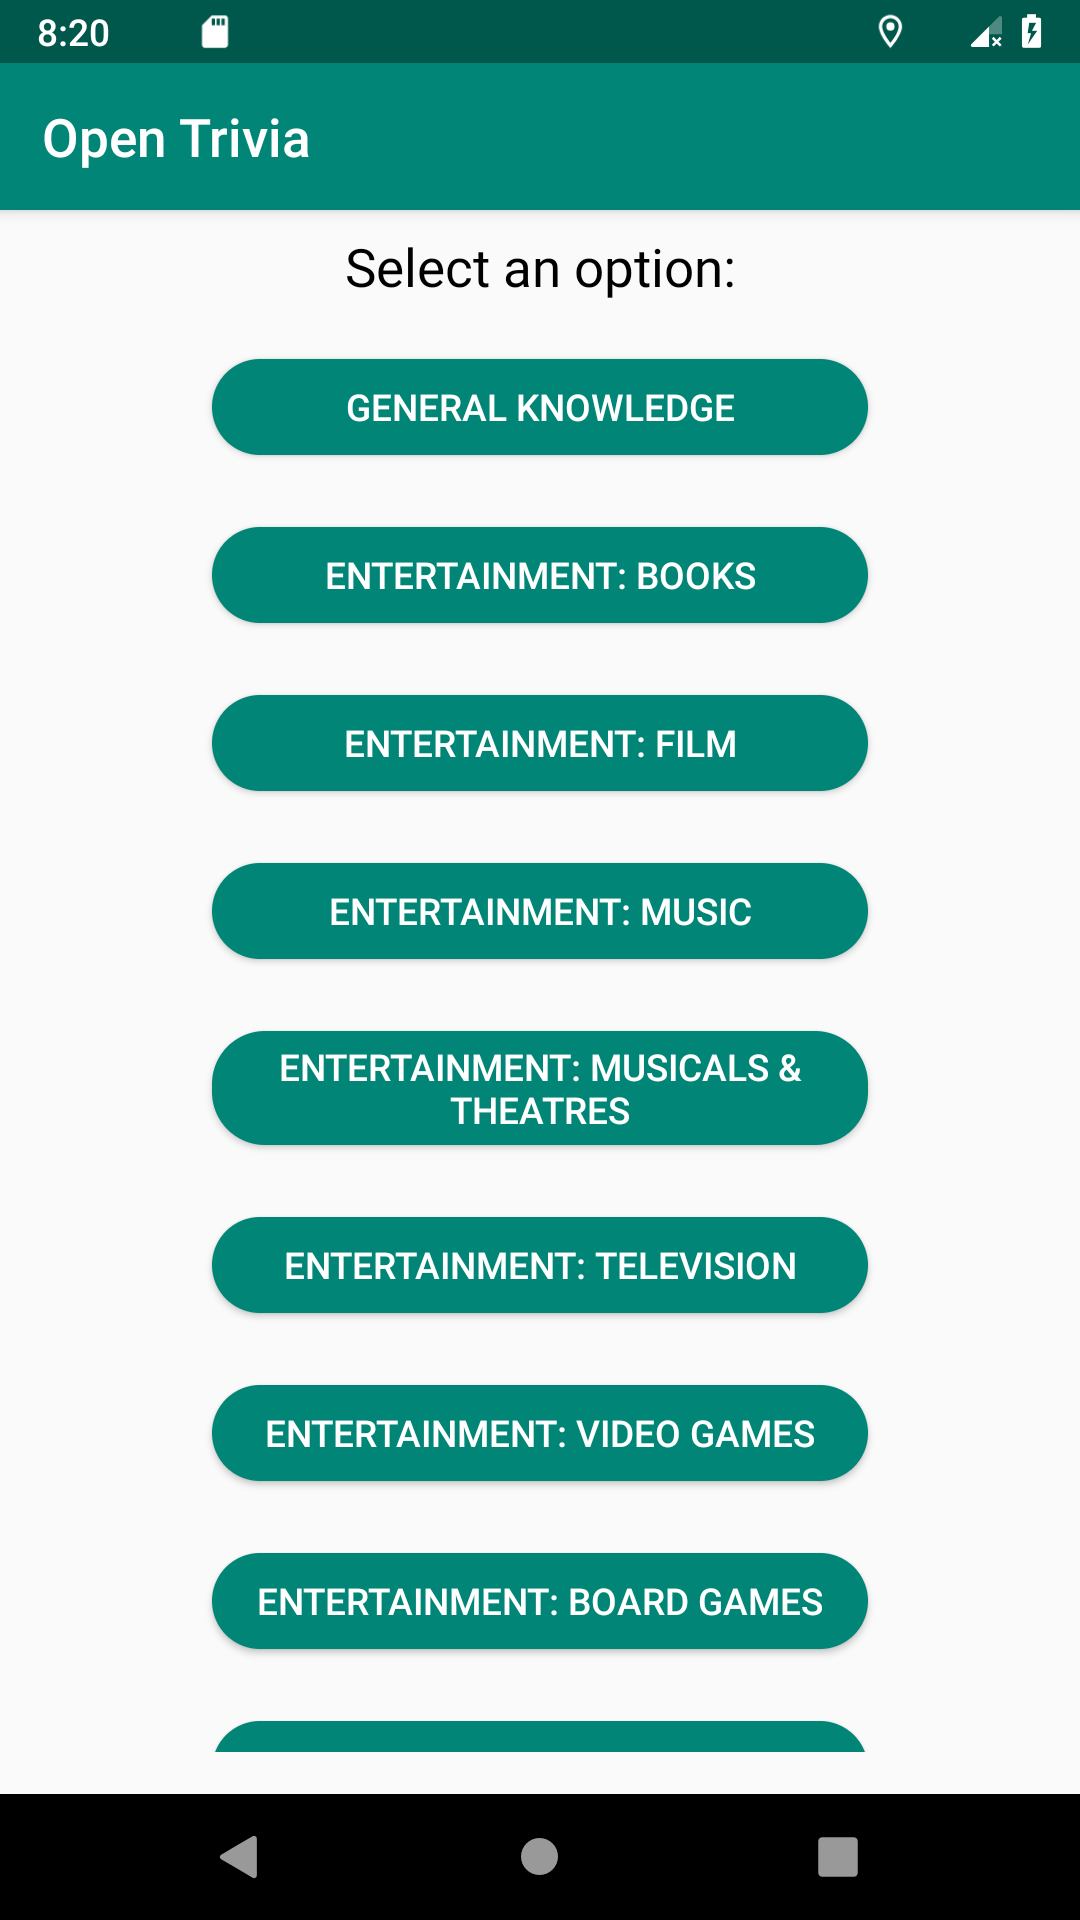 8:20
Open Trivia
Select an option:
GENERAL KNOWLEDGE
ENTERTAINMENT: BOOKS
ENTERTAINMENT: FILM
ENTERTAINMENT: MUSIC
ENTERTAINMENT: MUSICALS &
THEATRES
ENTERTAINMENT: TELEVISION
ENTERTAINMENT: VIDEO GAMES
ENTERTAINMENT: BOARD GAMES